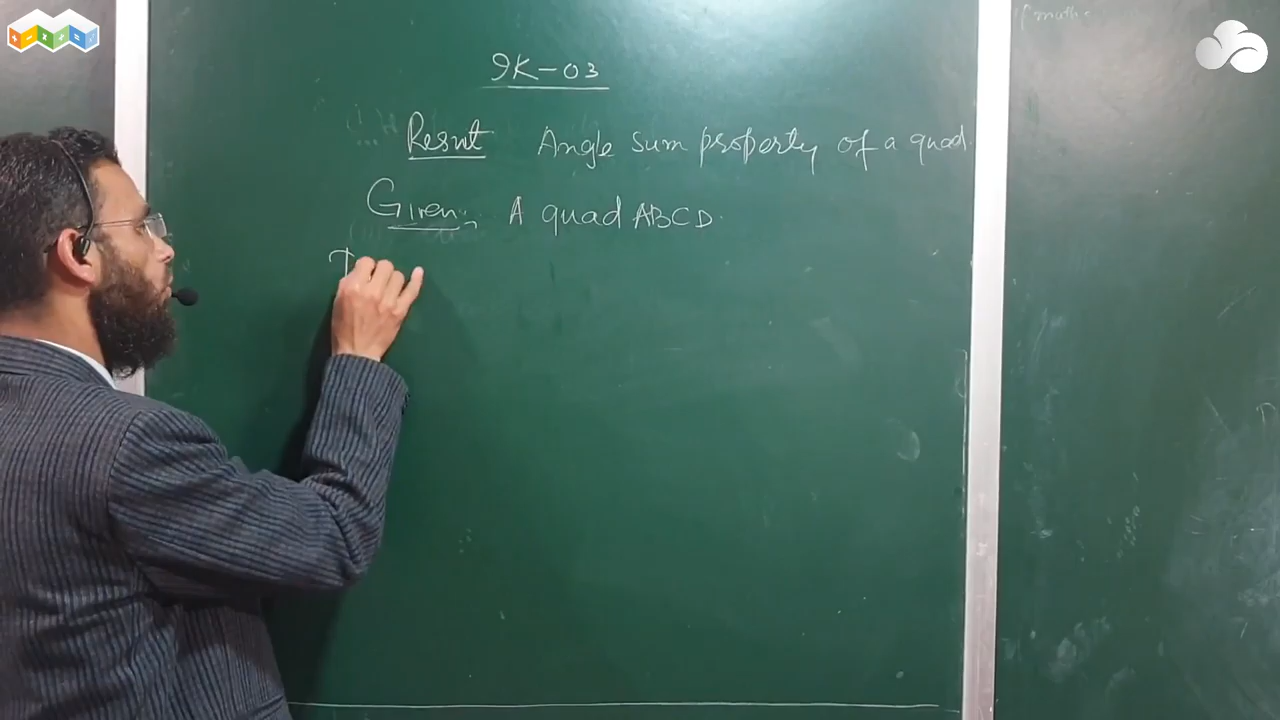 9K-03
Result Angle sum property of a quad.
Given, A quad ABCD.
T